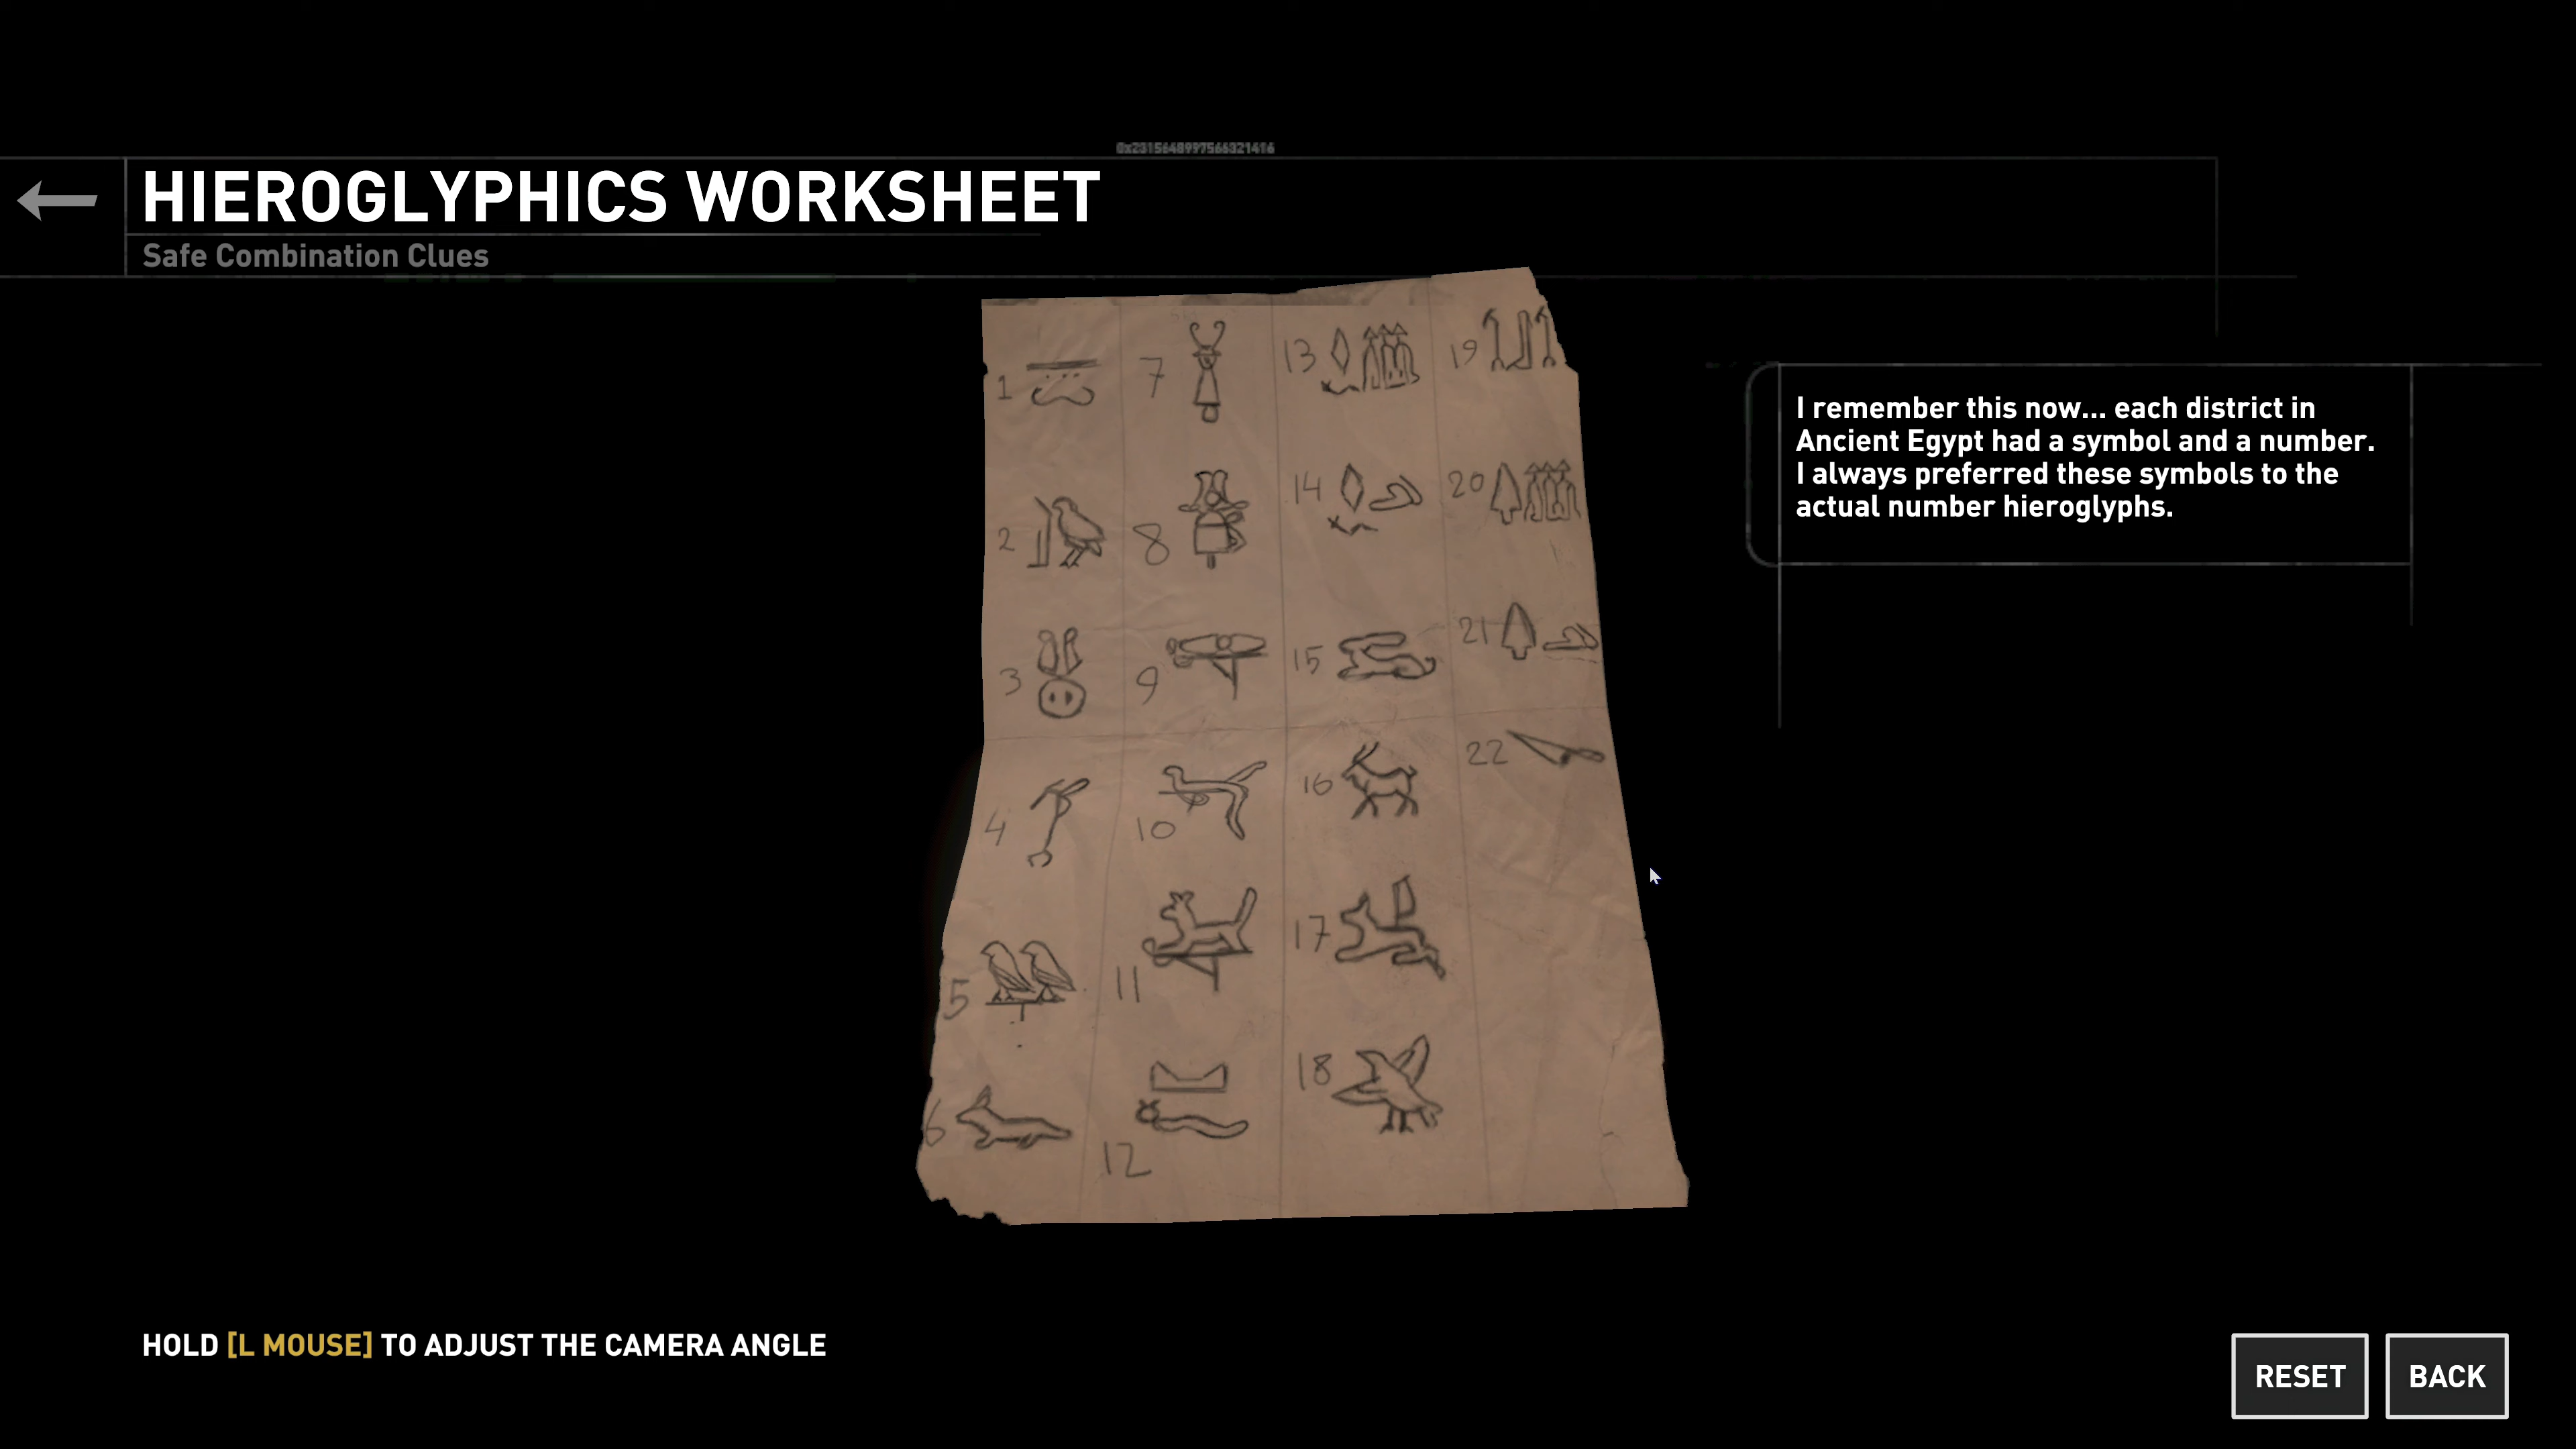 0x2315648997566321416
HIEROGLYPHICS WORKSHEET
Safe Combination Clues
I remember this now... each district in
Ancient Egypt had a symbol and a number.
I always preferred these symbols to the
actual number hieroglyphs.
1
2
3
4
5
6
7
8
9
10
11
12
13
14
15
16
17
18
19
20
21
22
HOLD [L MOUSE] TO ADJUST THE CAMERA ANGLE
RESET
BACK